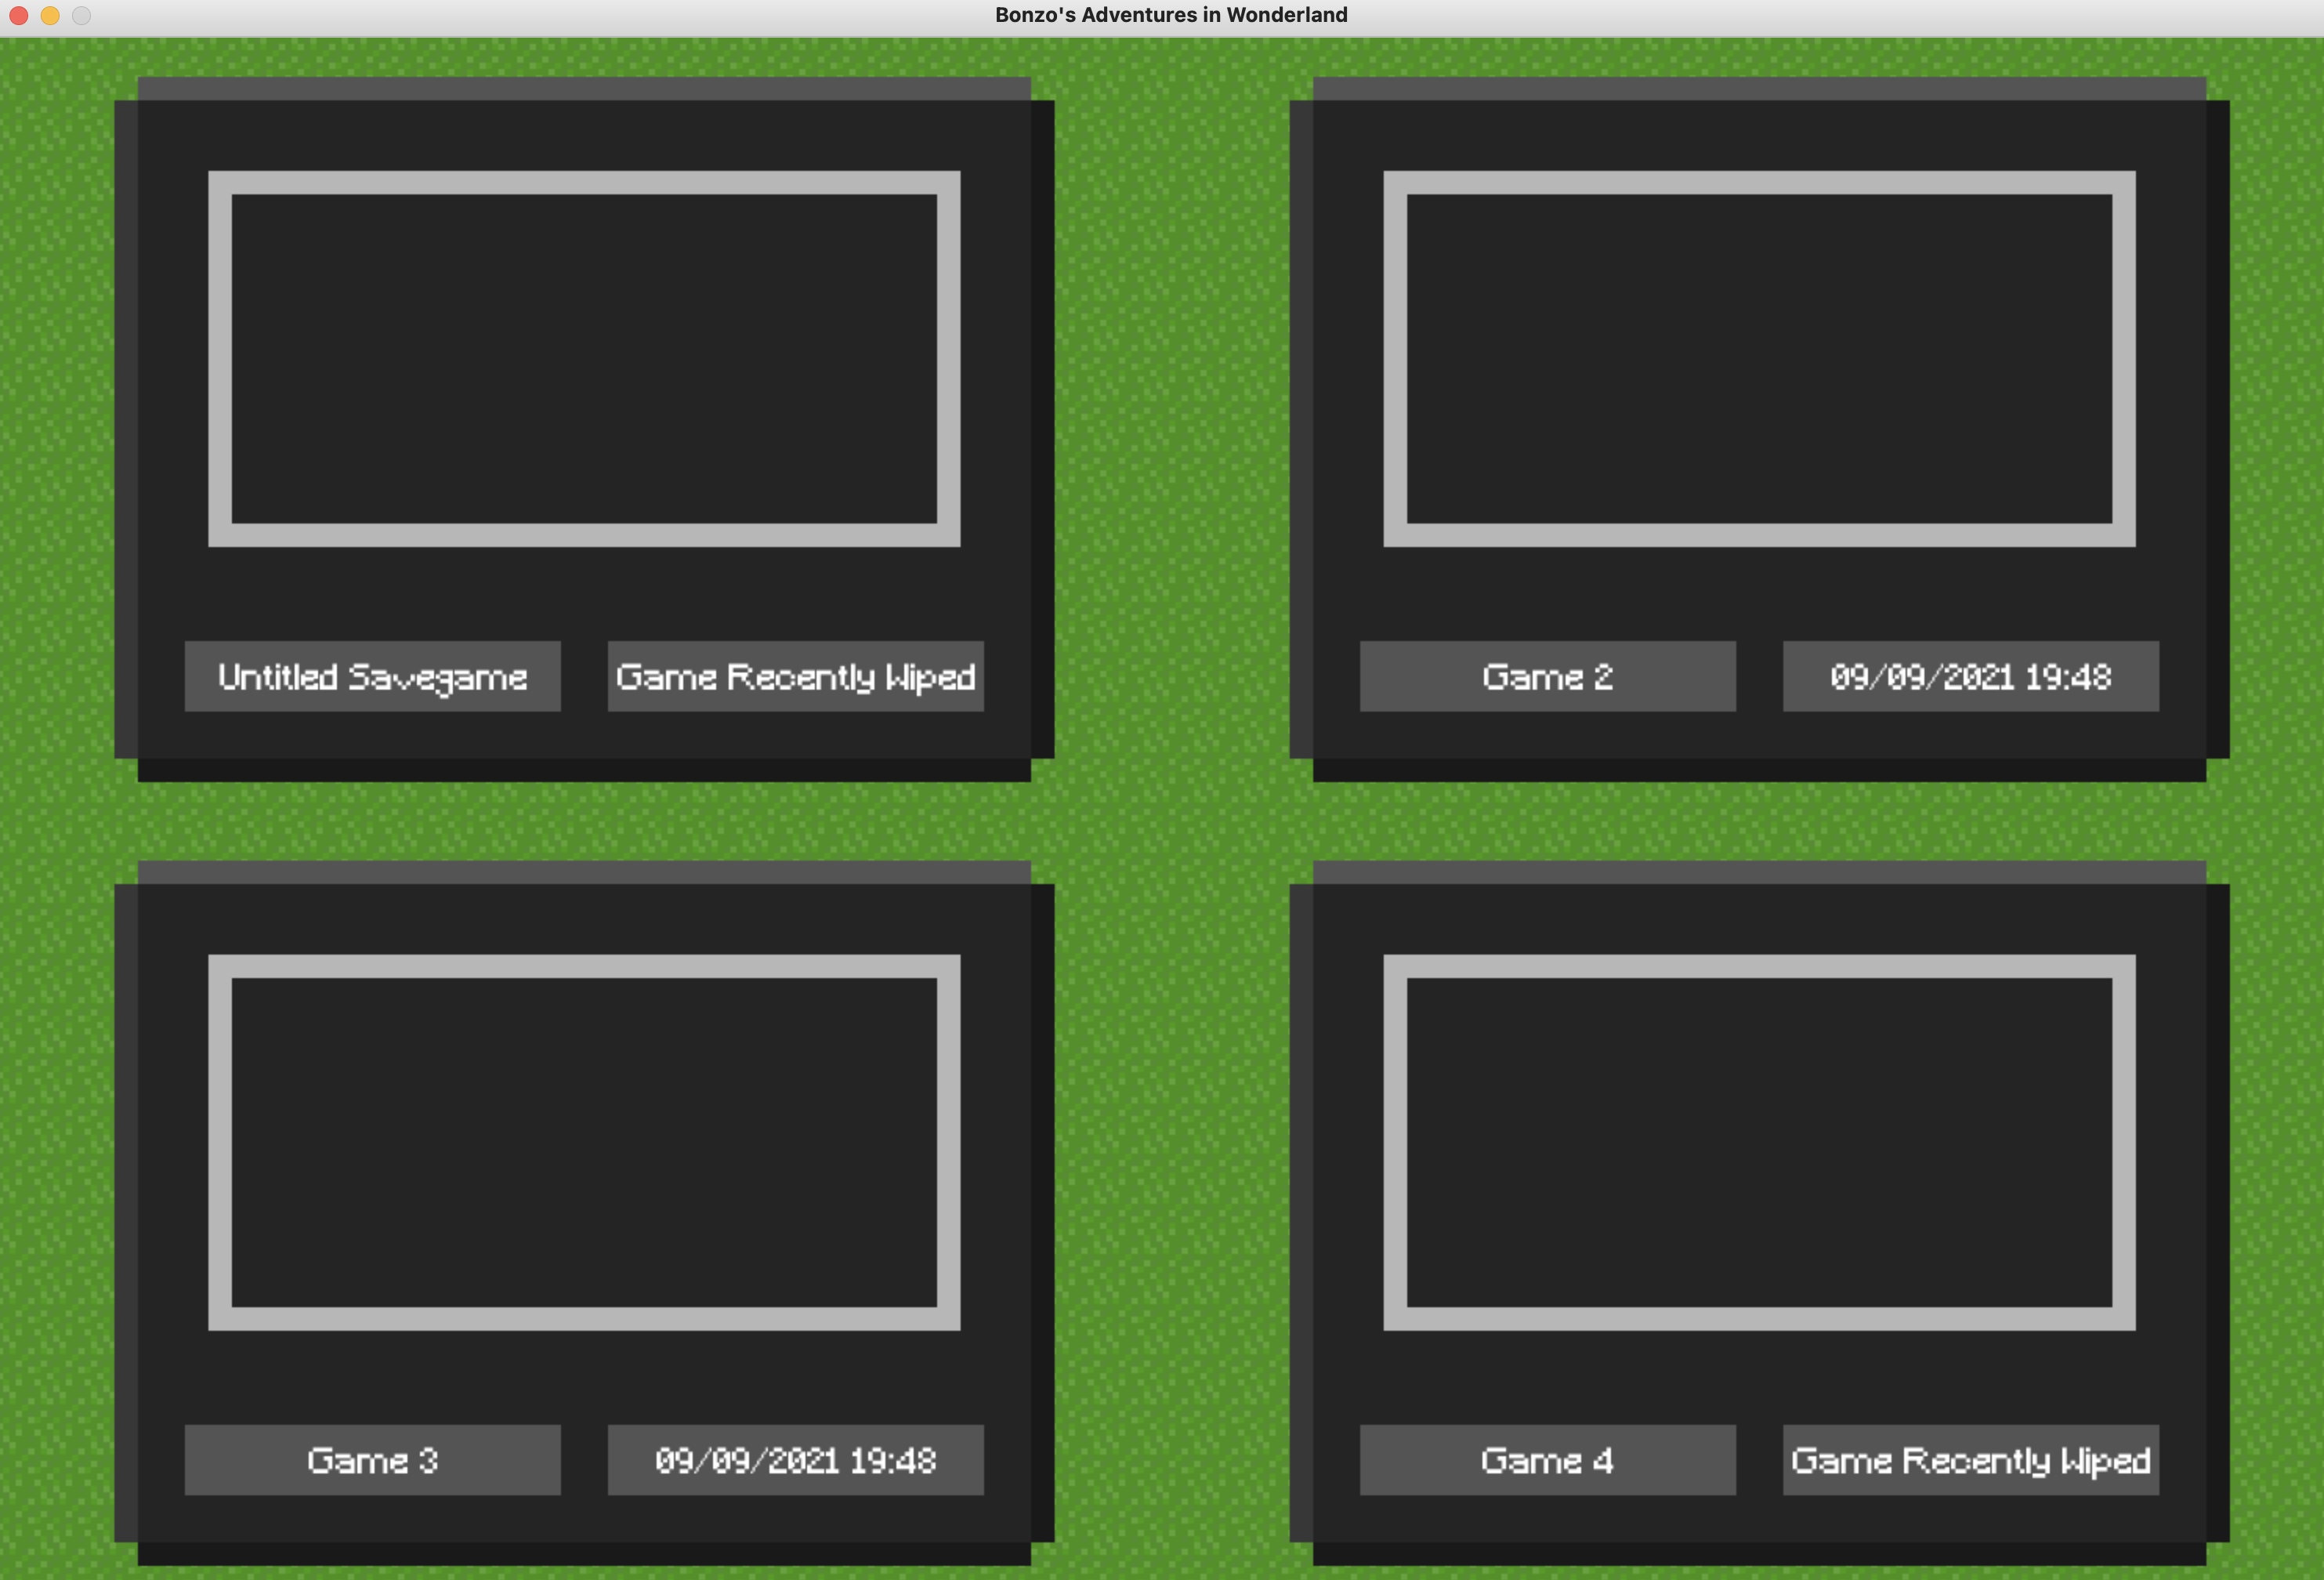 Bonzo's Adventures in Wonderland
Untitled Savegame
Game Recently Wiped
Game 2
09/09/2021 19:48
Game 3
09/09/2021 19:48
Game 4
Game Recently Wiped